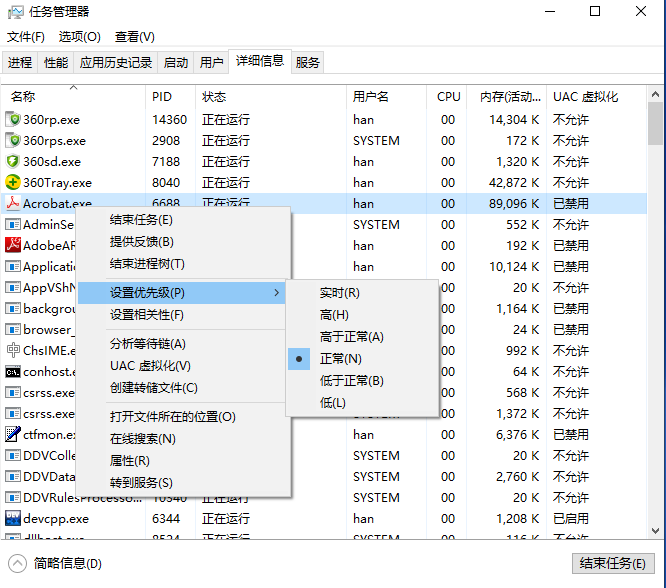 任务管理器
文件(F) 选项(O) 查看(V)
进程 性能 应用历史记录 启动 用户 详细信息 服务
名称 PID 状态 用户名 CPU 内存(活动... UAC 虚拟化
360rp.exe 14360 正在运行 han 00 14,304 K 不允许
360rps.exe 2908 正在运行 SYSTEM 00 172 K 不允许
360sd.exe 7188 正在运行 han 00 1,320 K 不允许
360Tray.exe 8040 正在运行 han 00 42,872 K 不允许
Acrobat.exe 6688 正在运行 han 00 89,096 K 已禁用
AdminSe SYSTEM 00 552 K 不允许
AdobeAR han 00 192 K 已禁用
Applicati han 00 10,124 K 已禁用
AppVShN SYSTEM 00 20 K 不允许
backgrou han 00 1,164 K 已禁用
browser_ han 00 24 K 已禁用
ChsIME.e 00 992 K 不允许
conhost.e 00 64 K 不允许
csrss.exe 00 568 K 不允许
csrss.exe 00 1,372 K 不允许
ctfmon.ex han 00 6,376 K 已禁用
DDVColle SYSTEM 00 20 K 不允许
DDVData SYSTEM 00 2,760 K 不允许
DDVRulesProcesso... 10340 正在运行 SYSTEM 00 20 K 不允许
devcpp.exe 6344 正在运行 han 00 1,208 K 已启用
dllhost.exe 8524 正在运行 SYSTEM 00 116 K 不允许
结束任务(E)
提供反馈(B)
结束进程树(T)
设置优先级(P)
设置相关性(F)
分析等待链(A)
UAC 虚拟化(V)
创建转储文件(C)
打开文件所在的位置(O)
在线搜索(N)
属性(R)
转到服务(S)
实时(R)
高(H)
高于正常(A)
正常(N)
低于正常(B)
低(L)
简略信息(D)
结束任务(E)